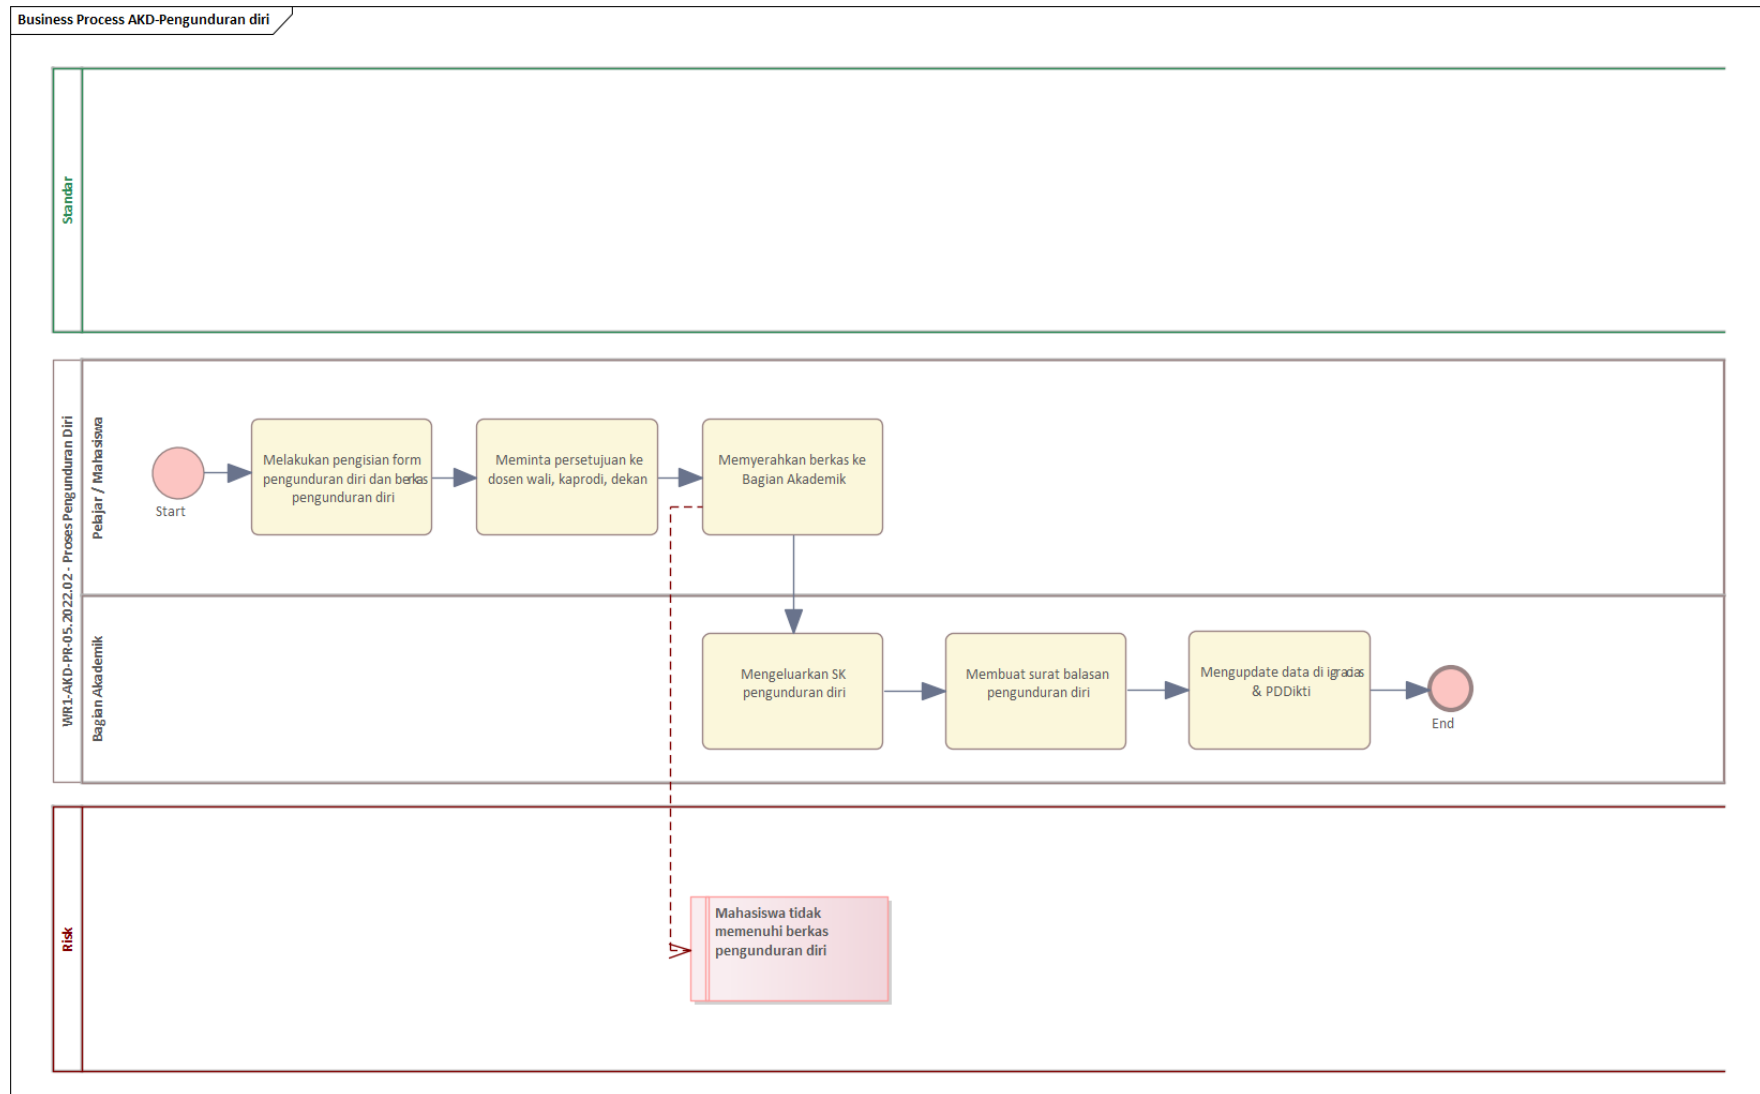 Business Process AKD-Pengunduran diri
Standar
WR1-AKD-PR-05.2022.02 - Proses Pengunduran Diri
Pelajar / Mahasiswa
Start
Melakukan pengisian form
pengunduran diri dan berkas
pengunduran diri
Meminta persetujuan ke
dosen wali, kaprodi, dekan
Memyerahkan berkas ke
Bagian Akademik
Bagian Akademik
Mengeluarkan SK
pengunduran diri
Membuat surat balasan
pengunduran diri
Mengupdate data di igracias
& PDDikti
End
Risk
Mahasiswa tidak
memenuhi berkas
pengunduran diri